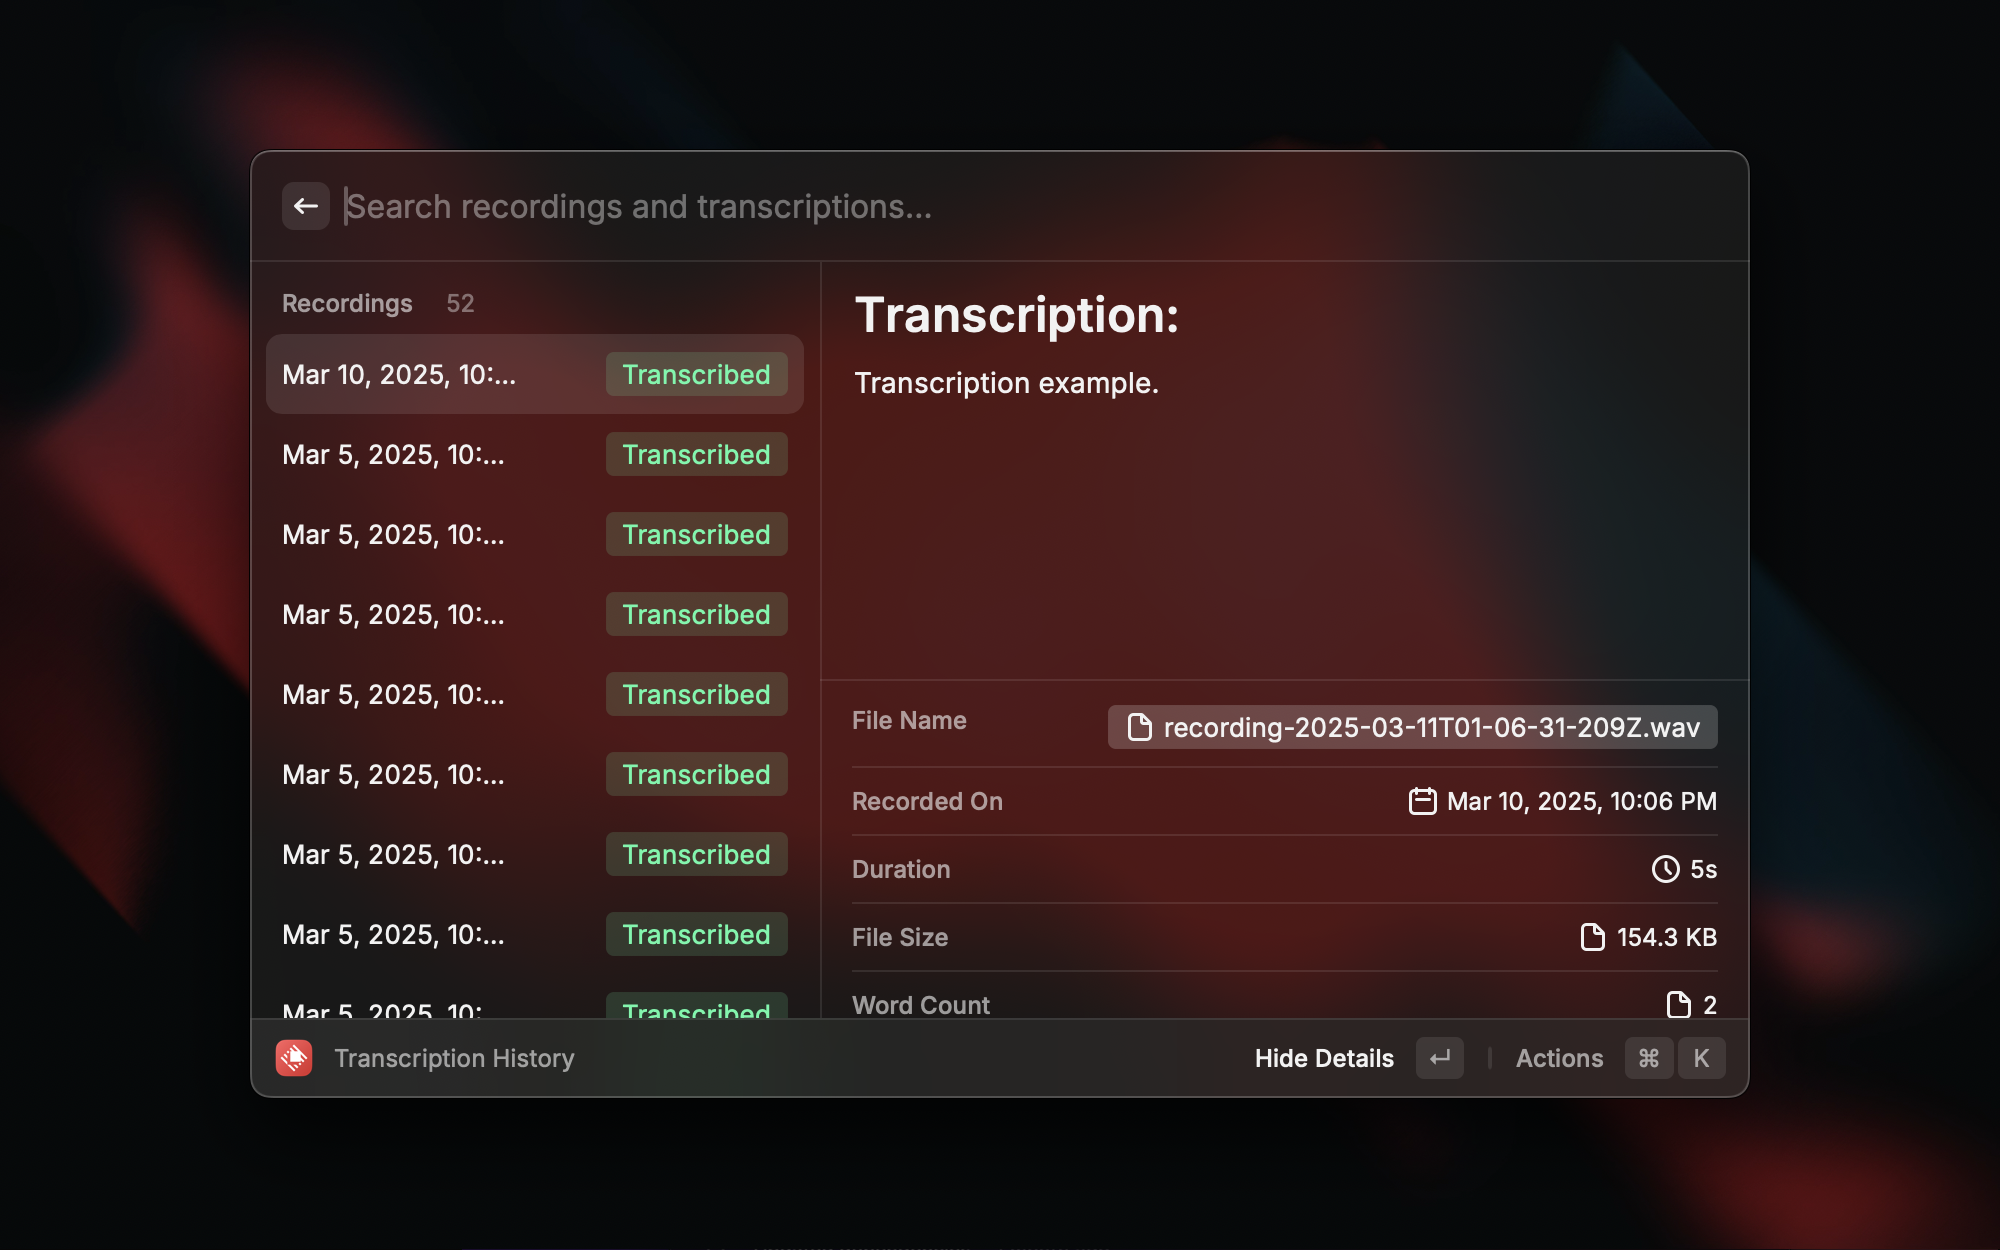 Search recordings and transcriptions...
Recordings 52
Mar 10, 2025, 10:... Transcribed
Mar 5, 2025, 10:... Transcribed
Mar 5, 2025, 10:... Transcribed
Mar 5, 2025, 10:... Transcribed
Mar 5, 2025, 10:... Transcribed
Mar 5, 2025, 10:... Transcribed
Mar 5, 2025, 10:... Transcribed
Mar 5, 2025, 10:... Transcribed
Mar 5, 2025, 10:... Transcribed
Transcription:
Transcription example.
File Name recording-2025-03-11T01-06-31-209Z.wav
Recorded On Mar 10, 2025, 10:06 PM
Duration 5s
File Size 154.3 KB
Word Count 2
Transcription History Hide Details ↵ Actions ⌘ K